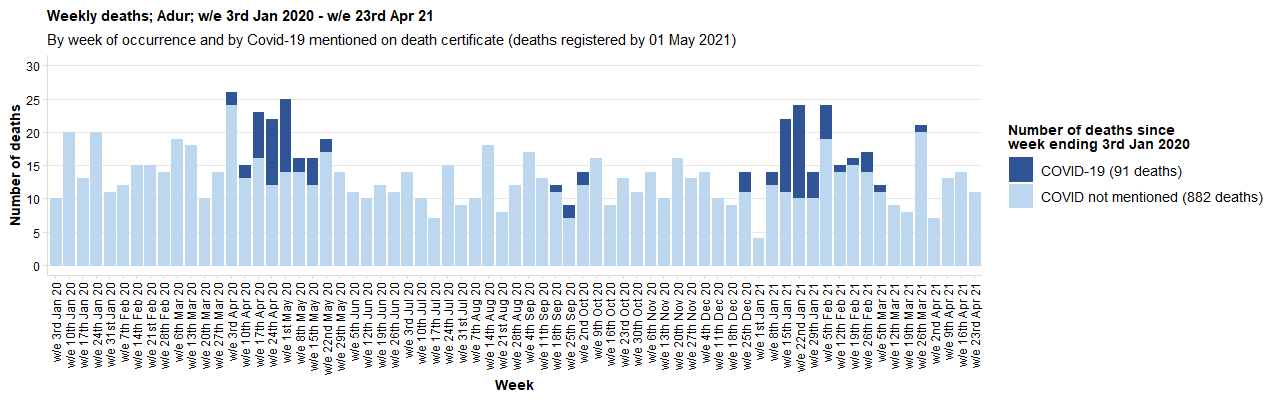 Weekly deaths; Adur; w/e 3rd Jan 2020 - w/e 23rd Apr 21
By week of occurrence and by Covid-19 mentioned on death certificate (deaths registered by 01 May 2021)
30
25
20
15
10
5
0
Number of deaths
w/e 3rd Jan 20
w/e 10th Jan 20
w/e 17th Jan 20
w/e 24th Jan 20
w/e 31st Jan 20
w/e 7th Feb 20
w/e 14th Feb 20
w/e 21st Feb 20
w/e 28th Feb 20
w/e 6th Mar 20
w/e 13th Mar 20
w/e 20th Mar 20
w/e 27th Mar 20
w/e 3rd Apr 20
w/e 10th Apr 20
w/e 17th Apr 20
w/e 24th Apr 20
w/e 1st May 20
w/e 8th May 20
w/e 15th May 20
w/e 22nd May 20
w/e 29th May 20
w/e 5th Jun 20
w/e 12th Jun 20
w/e 19th Jun 20
w/e 26th Jun 20
w/e 3rd Jul 20
w/e 10th Jul 20
w/e 17th Jul 20
w/e 24th Jul 20
w/e 31st Jul 20
w/e 7th Aug 20
w/e 14th Aug 20
w/e 21st Aug 20
w/e 28th Aug 20
w/e 4th Sep 20
w/e 11th Sep 20
w/e 18th Sep 20
w/e 25th Sep 20
w/e 2nd Oct 20
w/e 9th Oct 20
w/e 16th Oct 20
w/e 23rd Oct 20
w/e 30th Oct 20
w/e 6th Nov 20
w/e 13th Nov 20
w/e 20th Nov 20
w/e 27th Nov 20
w/e 4th Dec 20
w/e 11th Dec 20
w/e 18th Dec 20
w/e 25th Dec 20
w/e 1st Jan 21
w/e 8th Jan 21
w/e 15th Jan 21
w/e 22nd Jan 21
w/e 29th Jan 21
w/e 5th Feb 21
w/e 12th Feb 21
w/e 19th Feb 21
w/e 26th Feb 21
w/e 5th Mar 21
w/e 12th Mar 21
w/e 19th Mar 21
w/e 26th Mar 21
w/e 2nd Apr 21
w/e 9th Apr 21
w/e 16th Apr 21
w/e 23rd Apr 21
Week
Number of deaths since
week ending 3rd Jan 2020
COVID-19 (91 deaths)
COVID not mentioned (882 deaths)